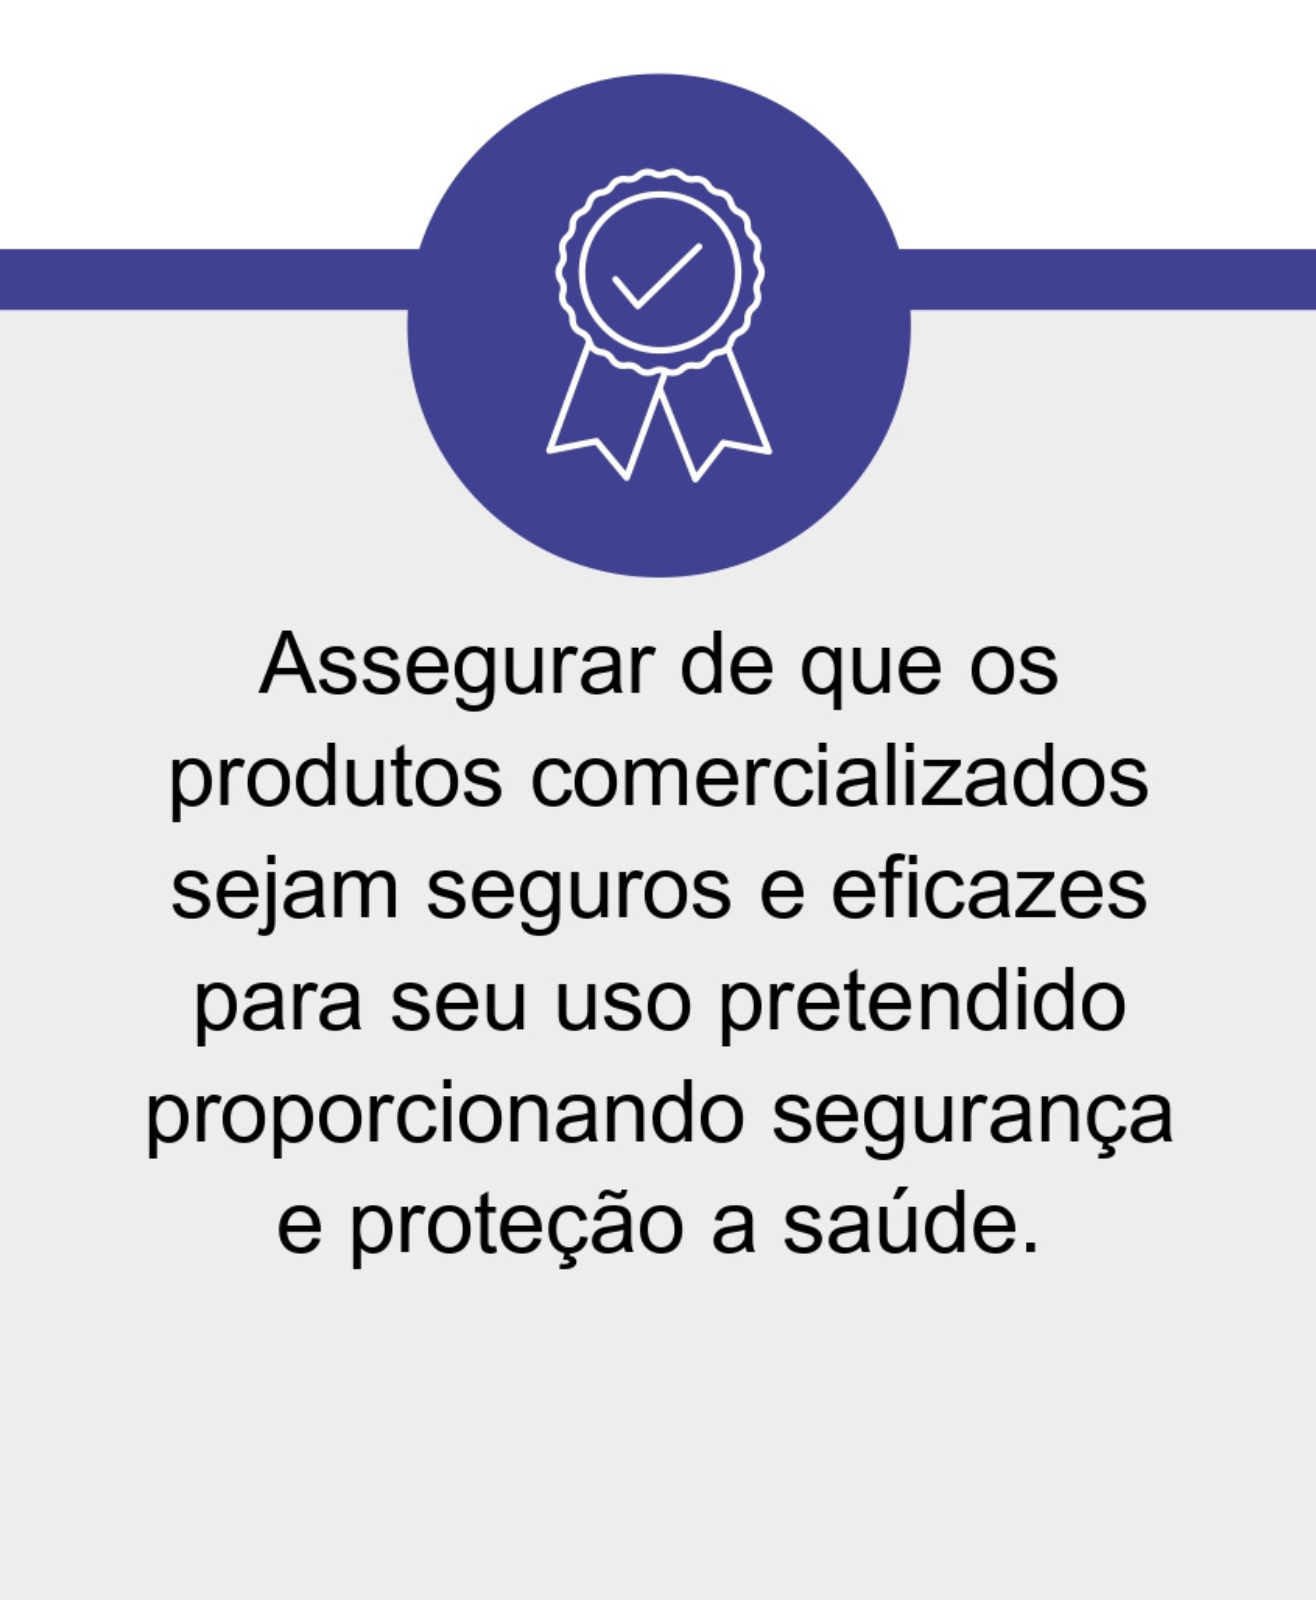 Assegurar de que os
produtos comercializados
sejam seguros e eficazes
para seu uso pretendido
proporcionando segurança
e proteção a saúde.